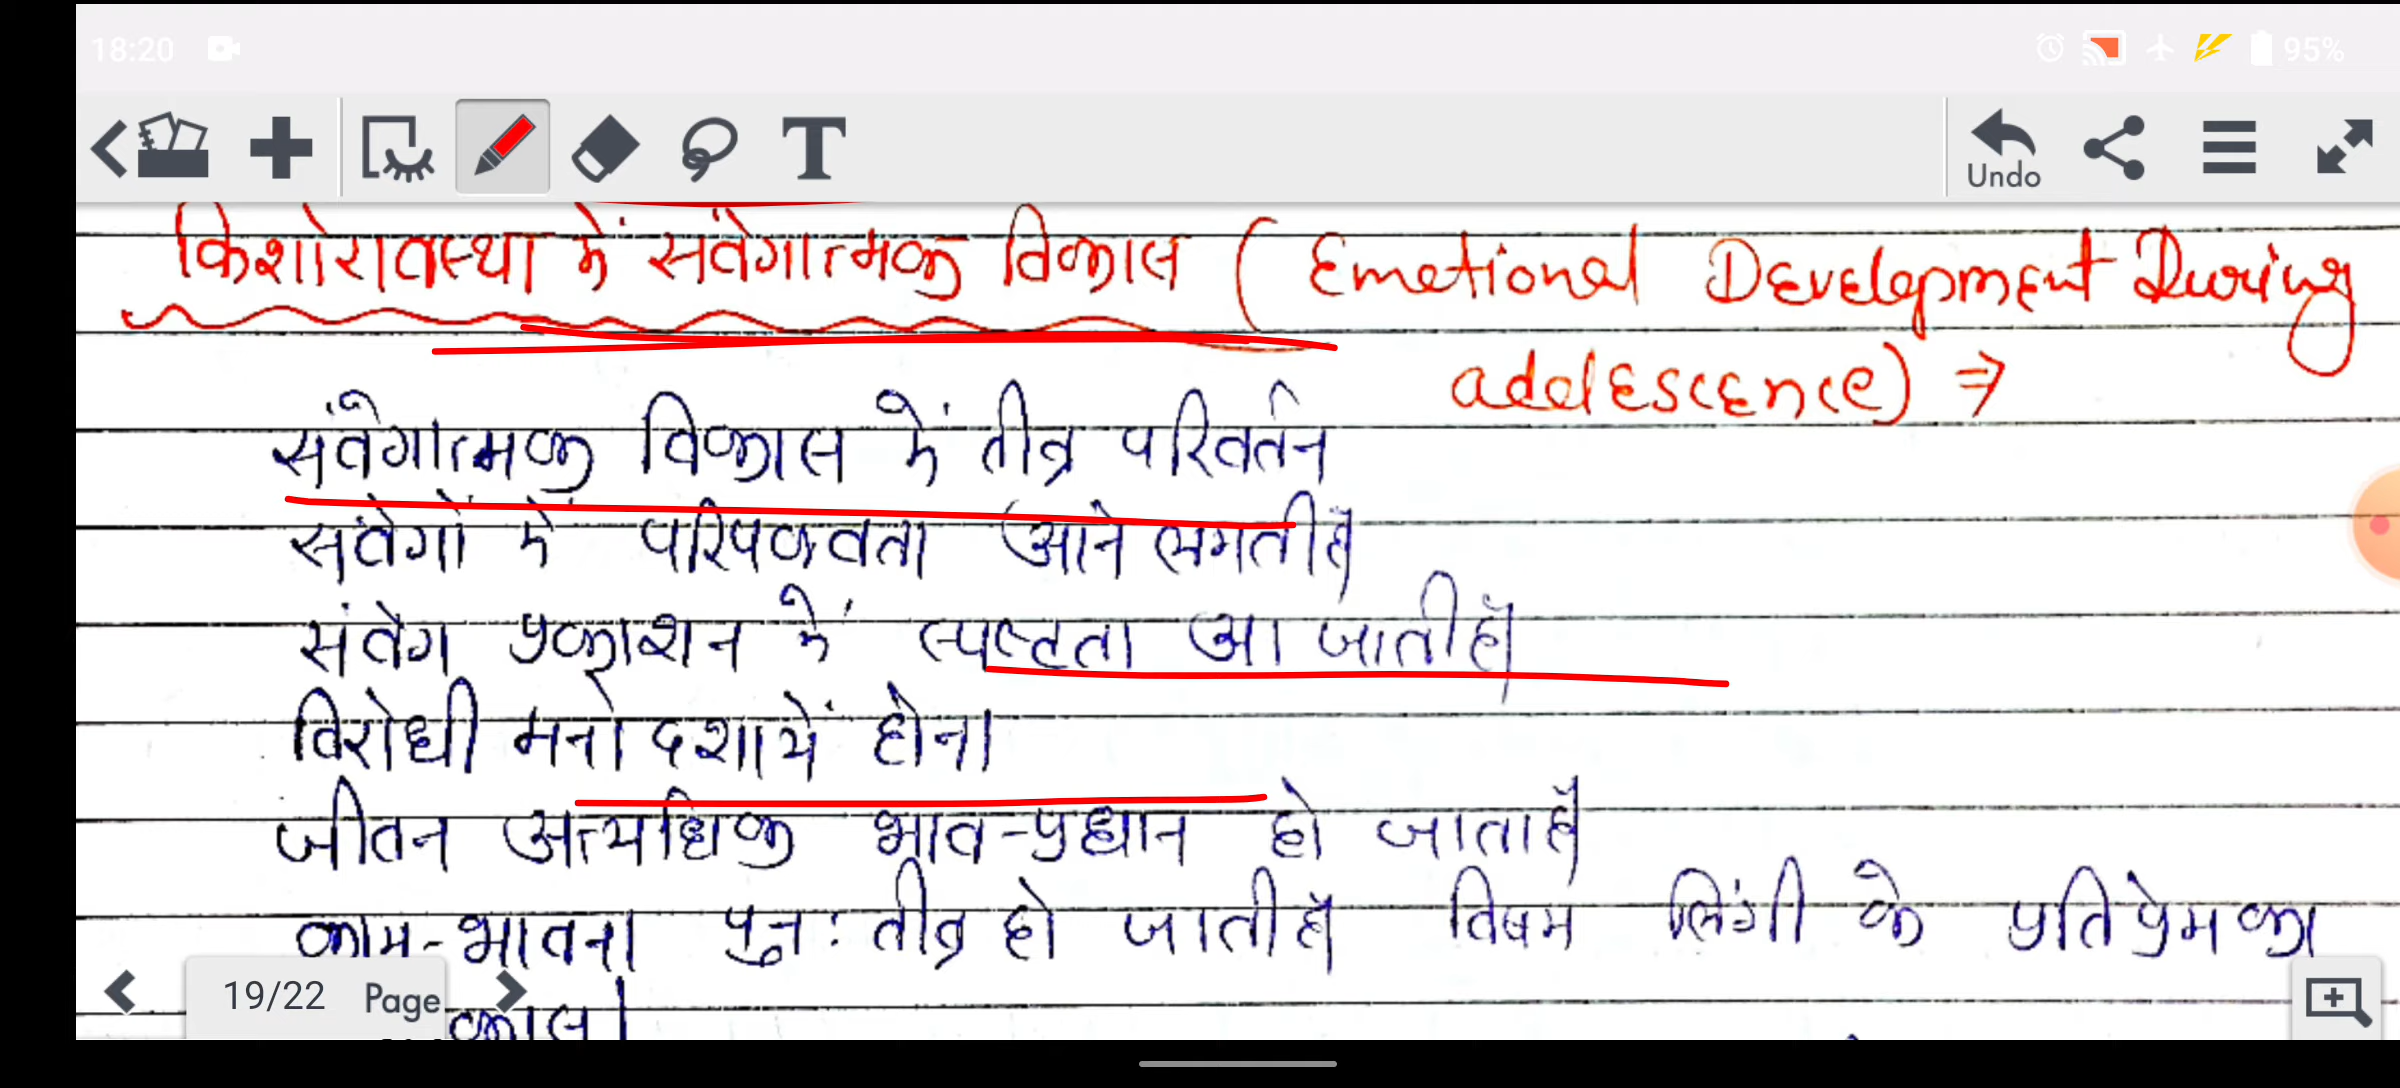 18:20 95%
Undo
किशोरावस्था में संवेगात्मक विकास ( Emotional Development During
adolescence) ⇒
संवेगात्मक विकास में तीव्र परिवर्तन
संवेगों में परिपक्वता आने लगती है
संवेग प्रकाशन में स्पष्टता आ जाती है
विरोधी मनोदशायें होना
जीवन अत्यधिक भाव-प्रधान हो जाता है
काम-भावना पुन: तीव्र हो जाती है विषम लिंगी के प्रति प्रेम का
काल।
19/22 Page